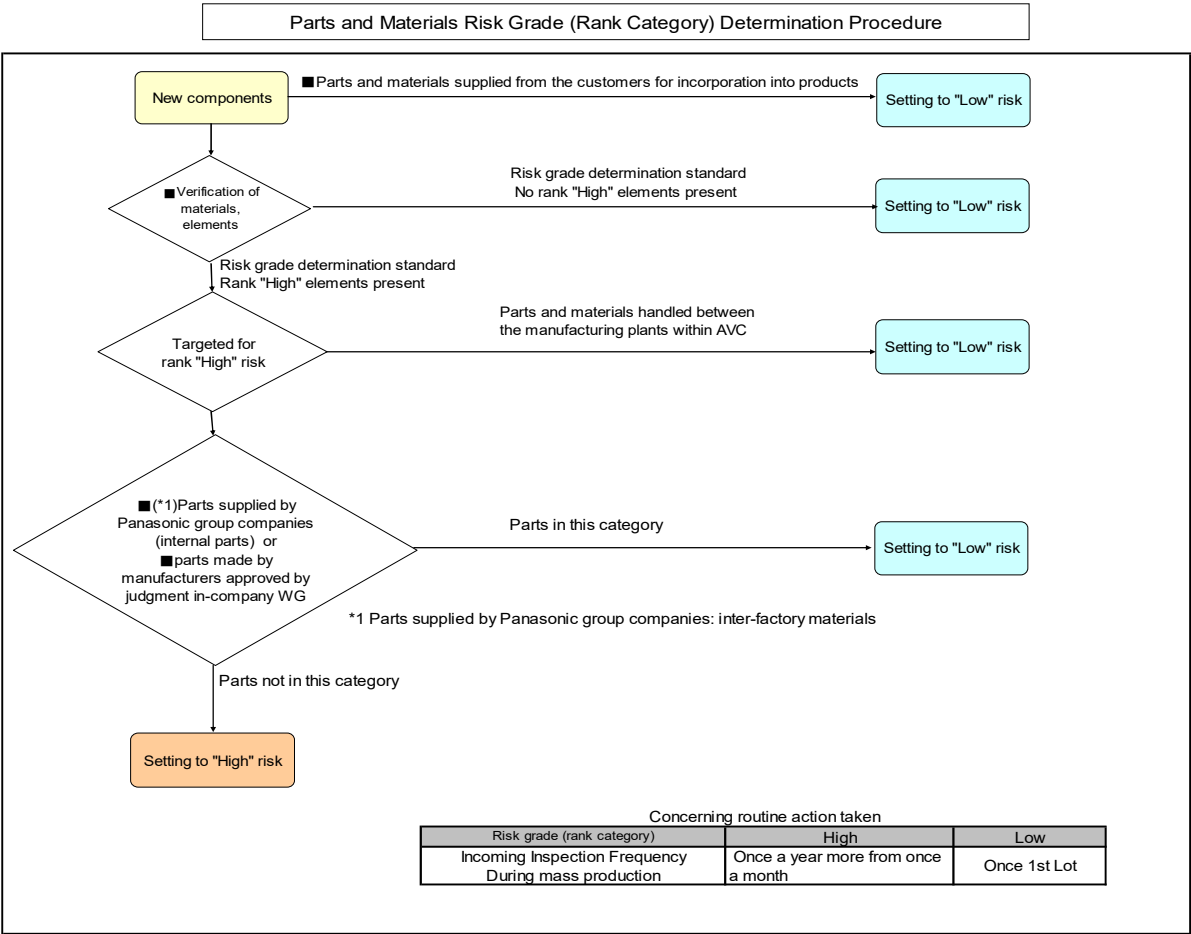 Parts and Materials Risk Grade (Rank Category) Determination Procedure
New components
■Parts and materials supplied from the customers for incorporation into products
Setting to "Low" risk
■Verification of
materials,
elements
Risk grade determination standard
No rank "High" elements present
Setting to "Low" risk
Risk grade determination standard
Rank "High" elements present
Targeted for
rank "High" risk
Parts and materials handled between
the manufacturing plants within AVC
Setting to "Low" risk
■(*1)Parts supplied by
Panasonic group companies
(internal parts) or
■parts made by
manufacturers approved by
judgment in-company WG
Parts in this category
Setting to "Low" risk
*1 Parts supplied by Panasonic group companies: inter-factory materials
Parts not in this category
Setting to "High" risk
Concerning routine action taken
Risk grade (rank category)
High
Low
Incoming Inspection Frequency
During mass production
Once a year more from once
a month
Once 1st Lot